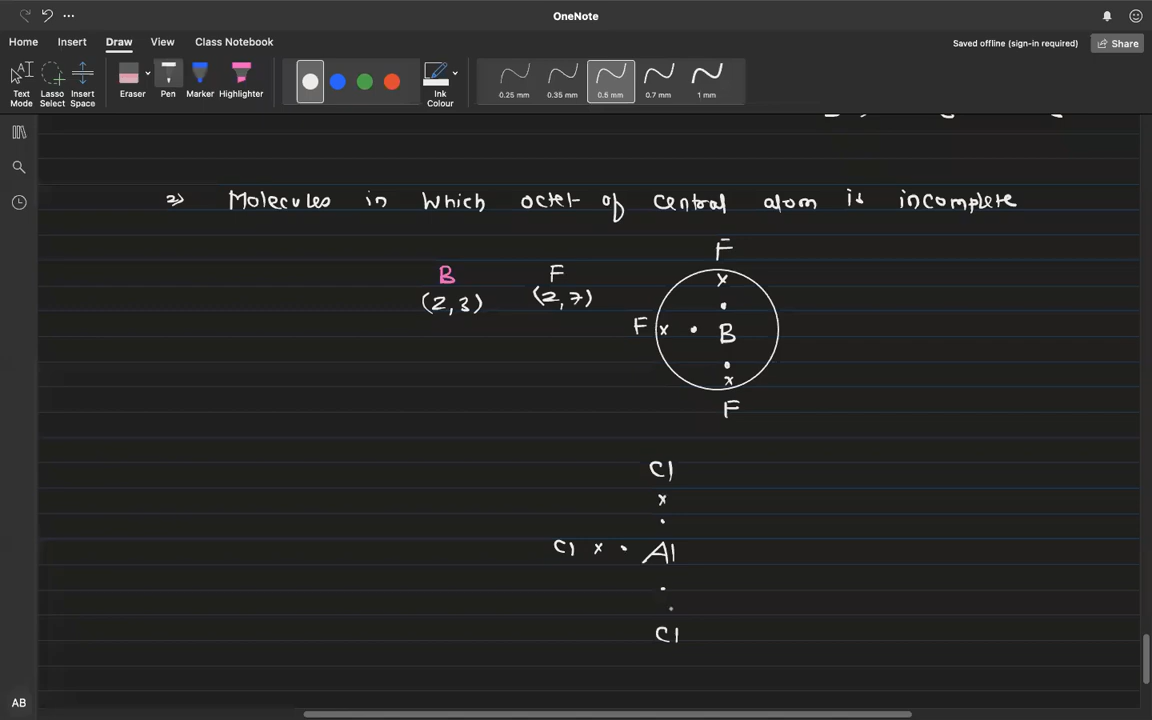 OneNote
Home Insert Draw View Class Notebook
Saved offline (sign-in required) Share
Text Mode Lasso Select Insert Space Eraser Pen Marker Highlighter Ink Colour 0.25 mm 0.35 mm 0.5 mm 0.7 mm 1 mm
⇒ Molecules in which octet of central atom is incomplete
F
B F
(2,3) (2,7)
x
•
F x • B
•
x
F
Cl
x
•
Cl x • Al
•
•
Cl
AB